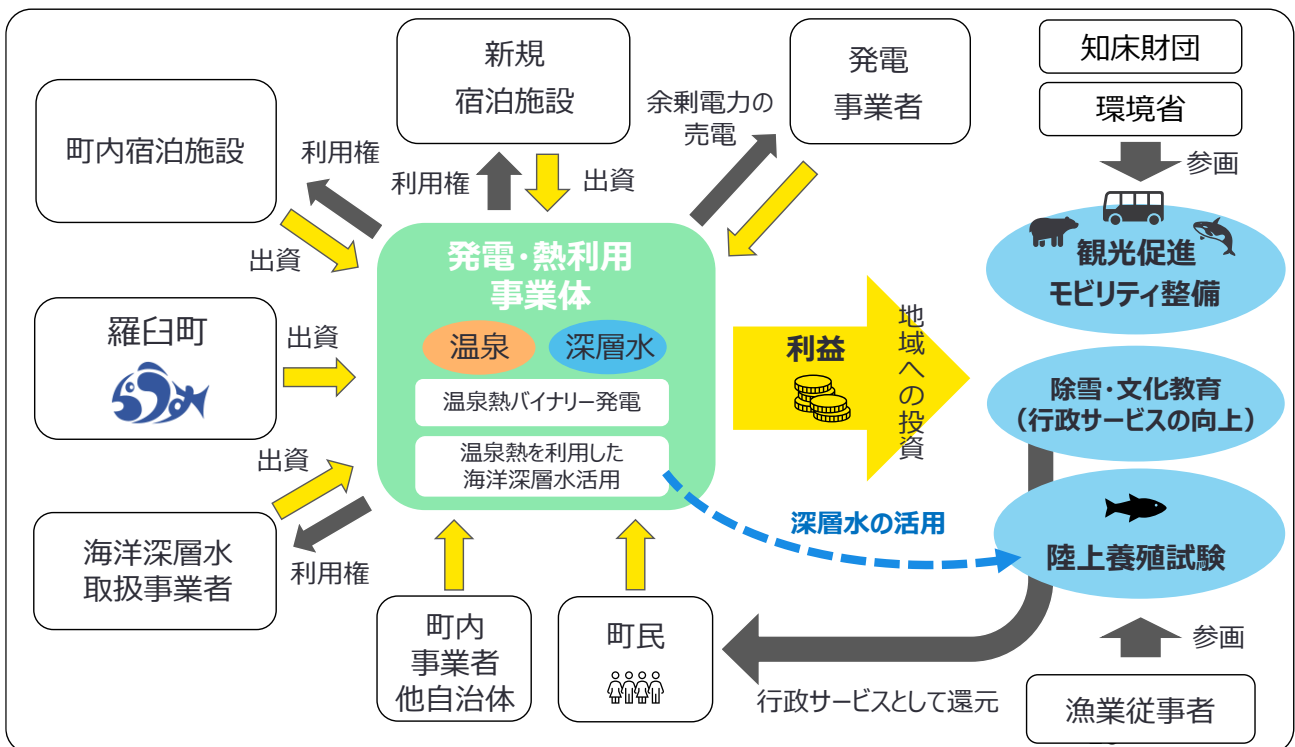 新規
宿泊施設
発電
事業者
知床財団
環境省
参画
町内宿泊施設
利用権
出資
利用権
出資
余剰電力の
売電
発電・熱利用
事業体
温泉
深層水
温泉熱バイナリー発電
温泉熱を利用した
海洋深層水活用
羅臼町
出資
利益
地域への投資
観光促進
モビリティ整備
除雪・文化教育
（行政サービスの向上）
深層水の活用
陸上養殖試験
出資
海洋深層水
取扱事業者
利用権
町内
事業者
他自治体
町民
行政サービスとして還元
参画
漁業従事者